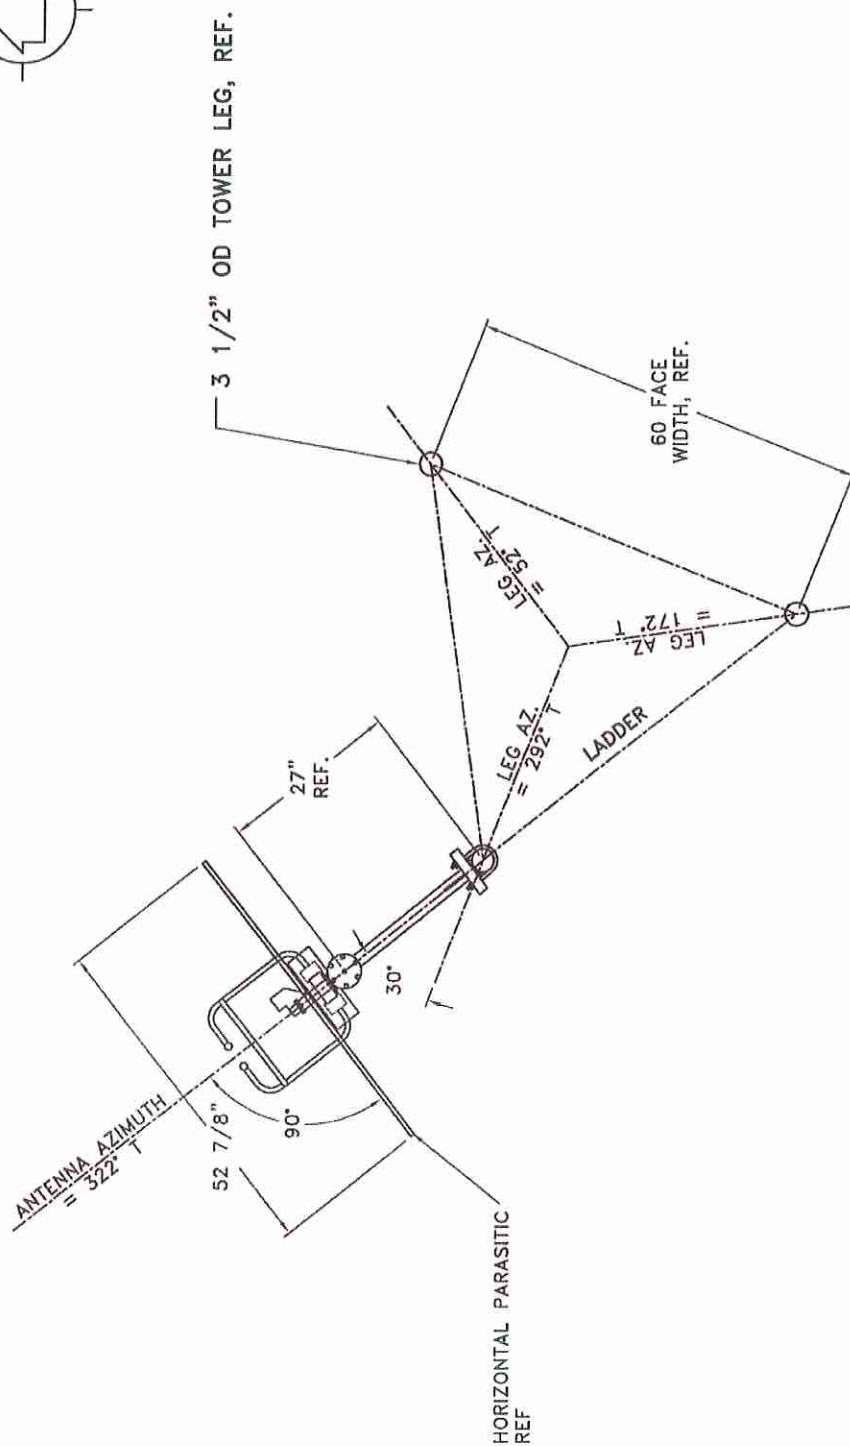 3 1/2" OD TOWER LEG, REF.
60 FACE
WIDTH, REF.
LEG AZ.
= 52° T
LEG AZ.
= 172° T
LEG AZ.
= 292° T
LADDER
27"
REF.
30°
ANTENNA AZIMUTH
= 322° T
52 7/8"
90°
HORIZONTAL PARASITIC
REF